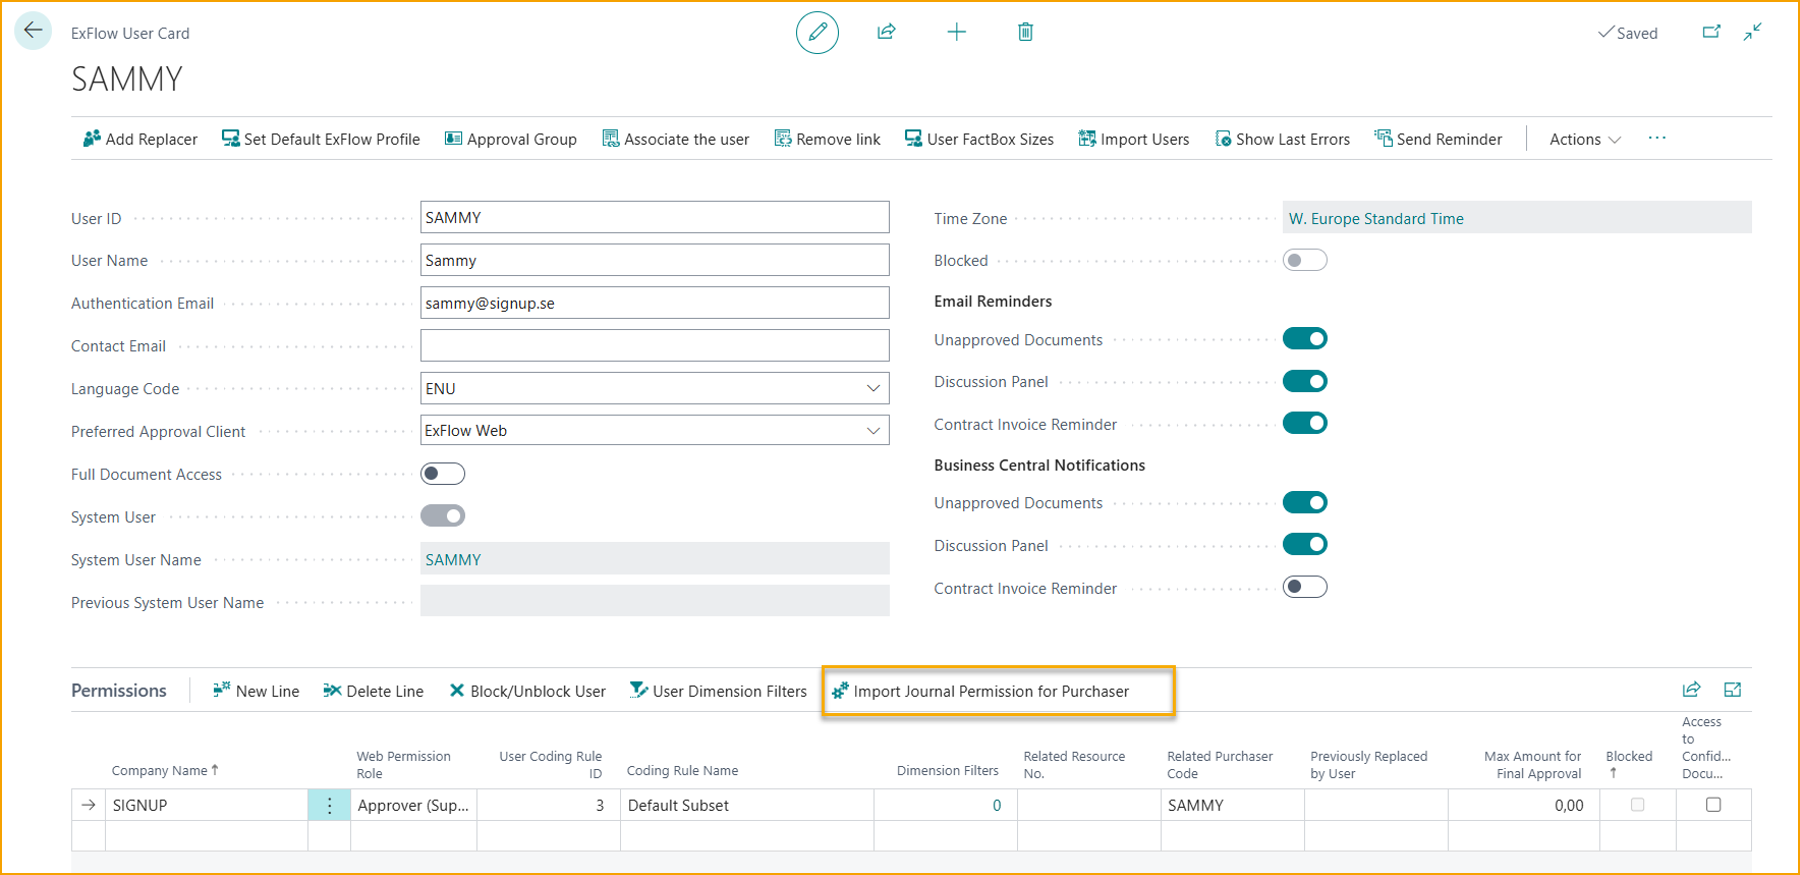 ExFlow User Card
Saved
SAMMY
Add Replacer Set Default ExFlow Profile Approval Group Associate the user Remove link User FactBox Sizes Import Users Show Last Errors Send Reminder Actions ...
User ID SAMMY
User Name Sammy
Authentication Email sammy@signup.se
Contact Email
Language Code ENU
Preferred Approval Client ExFlow Web
Full Document Access
System User
System User Name SAMMY
Previous System User Name
Time Zone W. Europe Standard Time
Blocked
Email Reminders
Unapproved Documents
Discussion Panel
Contract Invoice Reminder
Business Central Notifications
Unapproved Documents
Discussion Panel
Contract Invoice Reminder
Permissions New Line Delete Line Block/Unblock User User Dimension Filters Import Journal Permission for Purchaser
Company Name ↑
Web Permission
Role
User Coding Rule
ID
Coding Rule Name
Dimension Filters
Related Resource
No.
Related Purchaser
Code
Previously Replaced
by User
Max Amount for
Final Approval
Blocked
↑
Access
to
Confid...
Docu...
SIGNUP Approver (Sup... 3 Default Subset 0 SAMMY 0,00